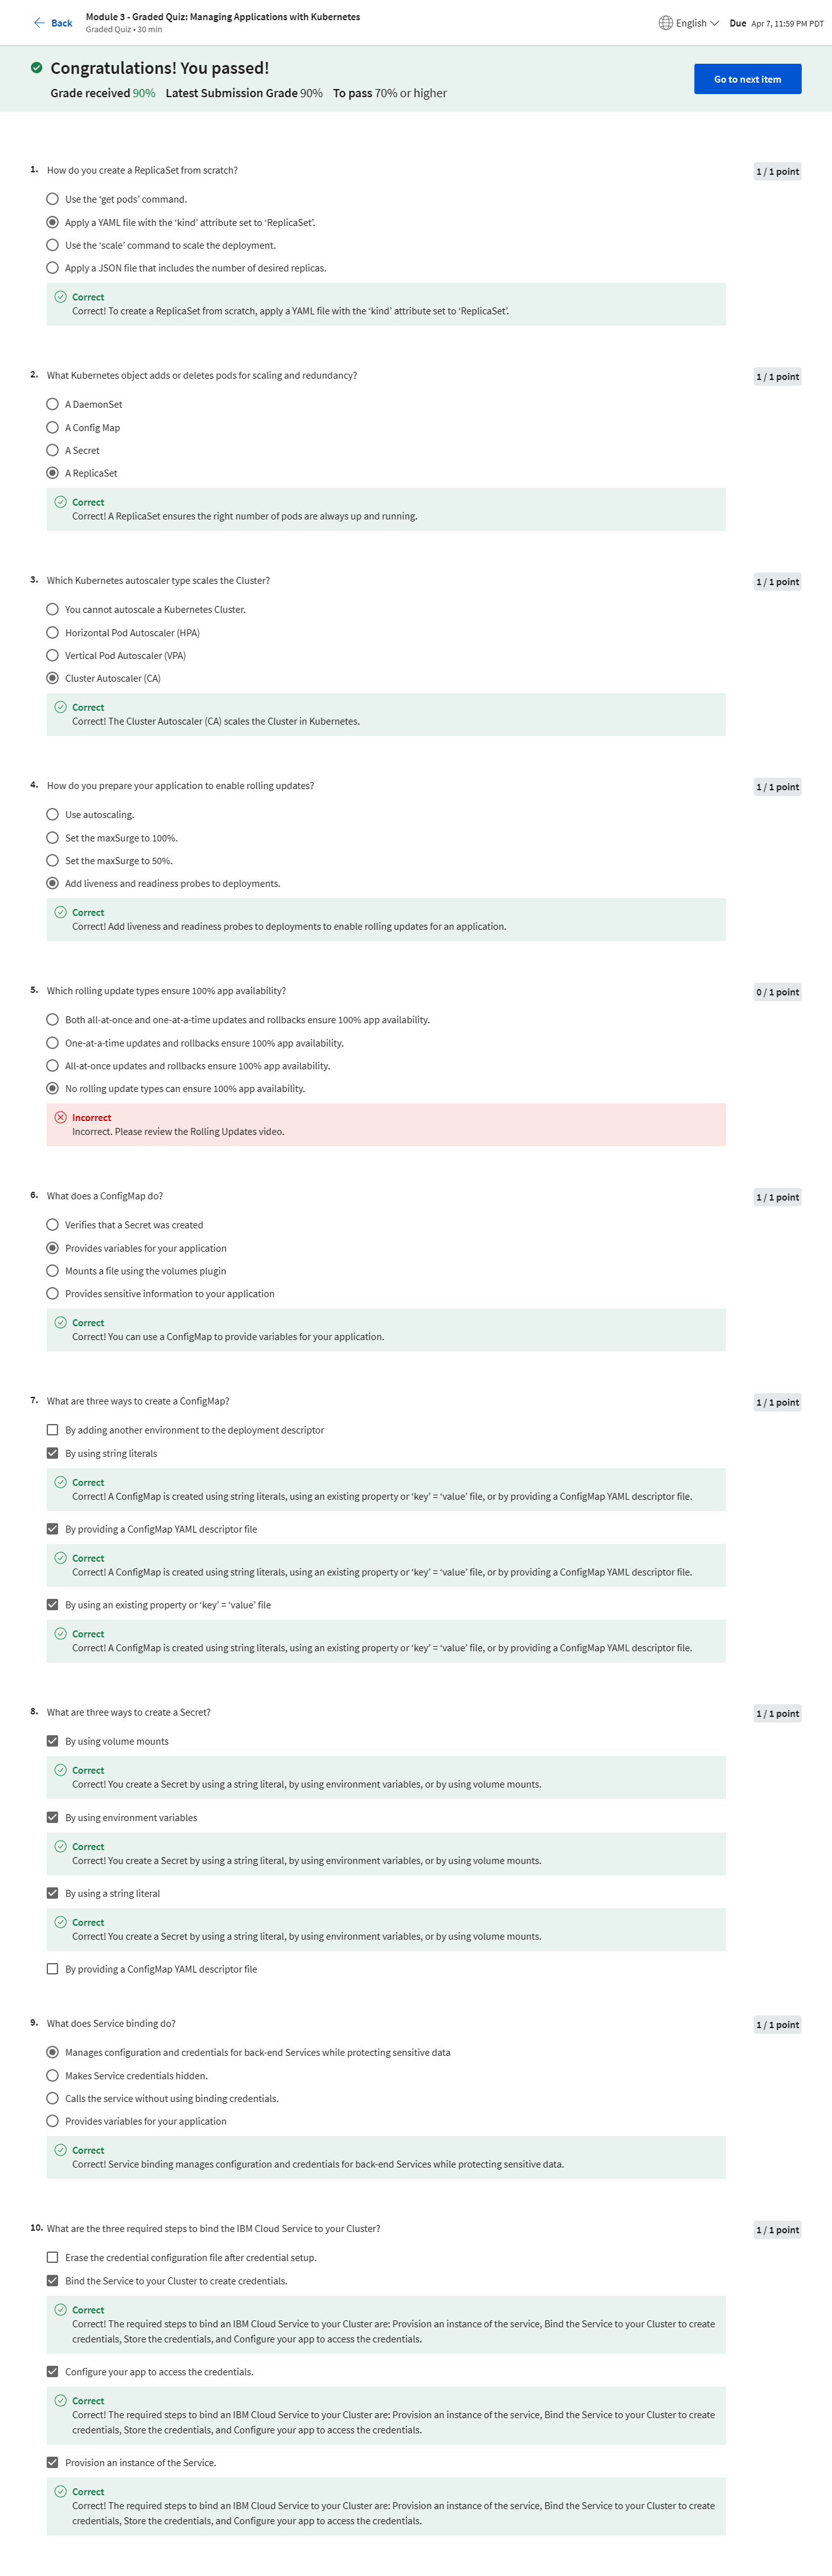 Back
Module 3 - Graded Quiz: Managing Applications with Kubernetes
Graded Quiz • 30 min
English
Due Apr 7, 11:59 PM PDT
Congratulations! You passed!
Grade received 90% Latest Submission Grade 90% To pass 70% or higher
Go to next item
1. How do you create a ReplicaSet from scratch?
1 / 1 point
Use the ‘get pods’ command.
Apply a YAML file with the ‘kind’ attribute set to ‘ReplicaSet’.
Use the ‘scale’ command to scale the deployment.
Apply a JSON file that includes the number of desired replicas.
Correct
Correct! To create a ReplicaSet from scratch, apply a YAML file with the ‘kind’ attribute set to ‘ReplicaSet’.
2. What Kubernetes object adds or deletes pods for scaling and redundancy?
1 / 1 point
A DaemonSet
A Config Map
A Secret
A ReplicaSet
Correct
Correct! A ReplicaSet ensures the right number of pods are always up and running.
3. Which Kubernetes autoscaler type scales the Cluster?
1 / 1 point
You cannot autoscale a Kubernetes Cluster.
Horizontal Pod Autoscaler (HPA)
Vertical Pod Autoscaler (VPA)
Cluster Autoscaler (CA)
Correct
Correct! The Cluster Autoscaler (CA) scales the Cluster in Kubernetes.
4. How do you prepare your application to enable rolling updates?
1 / 1 point
Use autoscaling.
Set the maxSurge to 100%.
Set the maxSurge to 50%.
Add liveness and readiness probes to deployments.
Correct
Correct! Add liveness and readiness probes to deployments to enable rolling updates for an application.
5. Which rolling update types ensure 100% app availability?
0 / 1 point
Both all-at-once and one-at-a-time updates and rollbacks ensure 100% app availability.
One-at-a-time updates and rollbacks ensure 100% app availability.
All-at-once updates and rollbacks ensure 100% app availability.
No rolling update types can ensure 100% app availability.
Incorrect
Incorrect. Please review the Rolling Updates video.
6. What does a ConfigMap do?
1 / 1 point
Verifies that a Secret was created
Provides variables for your application
Mounts a file using the volumes plugin
Provides sensitive information to your application
Correct
Correct! You can use a ConfigMap to provide variables for your application.
7. What are three ways to create a ConfigMap?
1 / 1 point
By adding another environment to the deployment descriptor
By using string literals
Correct
Correct! A ConfigMap is created using string literals, using an existing property or ‘key’ = ‘value’ file, or by providing a ConfigMap YAML descriptor file.
By providing a ConfigMap YAML descriptor file
Correct
Correct! A ConfigMap is created using string literals, using an existing property or ‘key’ = ‘value’ file, or by providing a ConfigMap YAML descriptor file.
By using an existing property or ‘key’ = ‘value’ file
Correct
Correct! A ConfigMap is created using string literals, using an existing property or ‘key’ = ‘value’ file, or by providing a ConfigMap YAML descriptor file.
8. What are three ways to create a Secret?
1 / 1 point
By using volume mounts
Correct
Correct! You create a Secret by using a string literal, by using environment variables, or by using volume mounts.
By using environment variables
Correct
Correct! You create a Secret by using a string literal, by using environment variables, or by using volume mounts.
By using a string literal
Correct
Correct! You create a Secret by using a string literal, by using environment variables, or by using volume mounts.
By providing a ConfigMap YAML descriptor file
9. What does Service binding do?
1 / 1 point
Manages configuration and credentials for back-end Services while protecting sensitive data
Makes Service credentials hidden.
Calls the service without using binding credentials.
Provides variables for your application
Correct
Correct! Service binding manages configuration and credentials for back-end Services while protecting sensitive data.
10. What are the three required steps to bind the IBM Cloud Service to your Cluster?
1 / 1 point
Erase the credential configuration file after credential setup.
Bind the Service to your Cluster to create credentials.
Correct
Correct! The required steps to bind an IBM Cloud Service to your Cluster are: Provision an instance of the service, Bind the Service to your Cluster to create
credentials, Store the credentials, and Configure your app to access the credentials.
Configure your app to access the credentials.
Correct
Correct! The required steps to bind an IBM Cloud Service to your Cluster are: Provision an instance of the service, Bind the Service to your Cluster to create
credentials, Store the credentials, and Configure your app to access the credentials.
Provision an instance of the Service.
Correct
Correct! The required steps to bind an IBM Cloud Service to your Cluster are: Provision an instance of the service, Bind the Service to your Cluster to create
credentials, Store the credentials, and Configure your app to access the credentials.